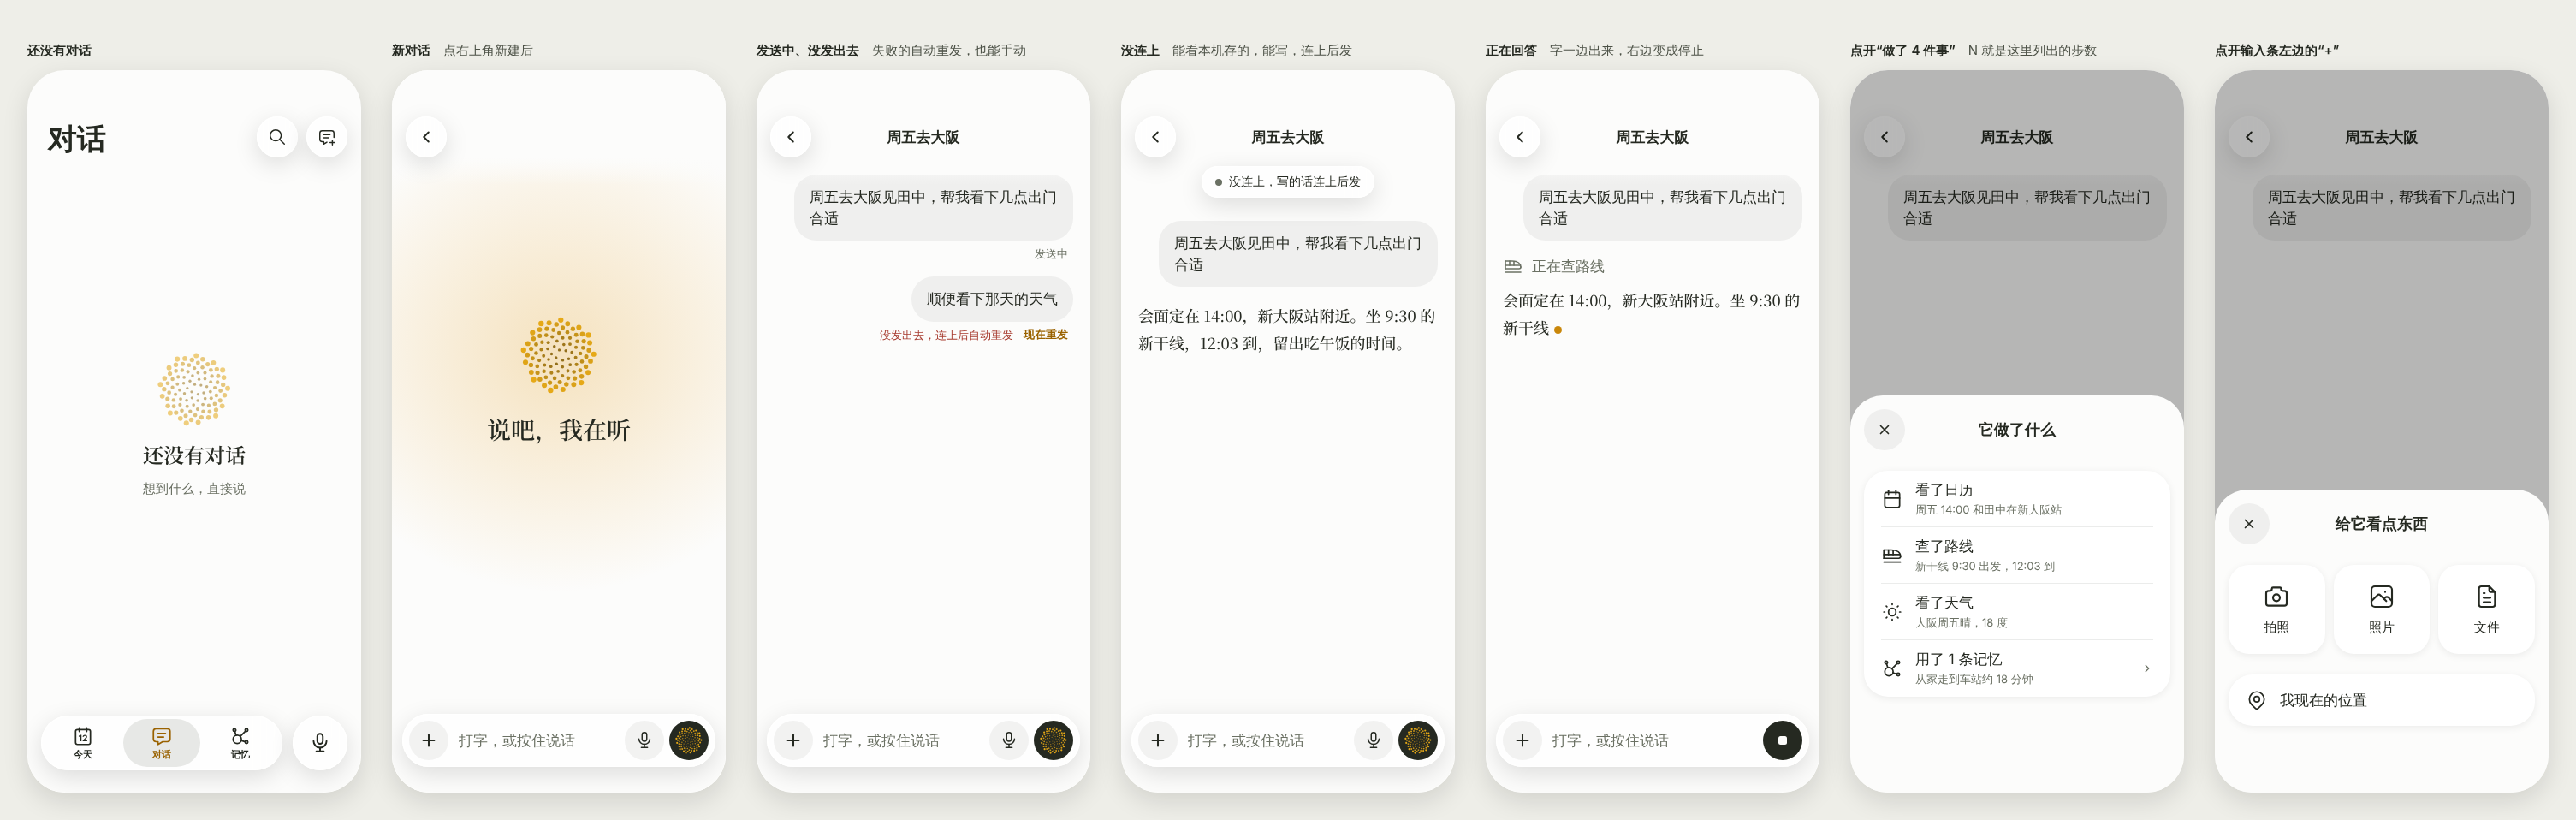 还没有对话
对话
还没有对话
想到什么，直接说
12
今天
对话
记忆
新对话 点右上角新建后
说吧，我在听
打字，或按住说话
发送中、没发出去 失败的自动重发，也能手动
周五去大阪
周五去大阪见田中，帮我看下几点出门
合适
发送中
顺便看下那天的天气
没发出去，连上后自动重发 现在重发
打字，或按住说话
没连上 能看本机存的，能写，连上后发
周五去大阪
没连上，写的话连上后发
周五去大阪见田中，帮我看下几点出门
合适
会面定在 14:00，新大阪站附近。坐 9:30 的
新干线，12:03 到，留出吃午饭的时间。
打字，或按住说话
正在回答 字一边出来，右边变成停止
周五去大阪
周五去大阪见田中，帮我看下几点出门
合适
正在查路线
会面定在 14:00，新大阪站附近。坐 9:30 的
新干线
打字，或按住说话
点开“做了 4 件事” N 就是这里列出的步数
周五去大阪
周五去大阪见田中，帮我看下几点出门
合适
它做了什么
看了日历
周五 14:00 和田中在新大阪站
查了路线
新干线 9:30 出发，12:03 到
看了天气
大阪周五晴，18 度
用了 1 条记忆
从家走到车站约 18 分钟
点开输入条左边的“+”
周五去大阪
周五去大阪见田中，帮我看下几点出门
合适
给它看点东西
拍照
照片
文件
我现在的位置